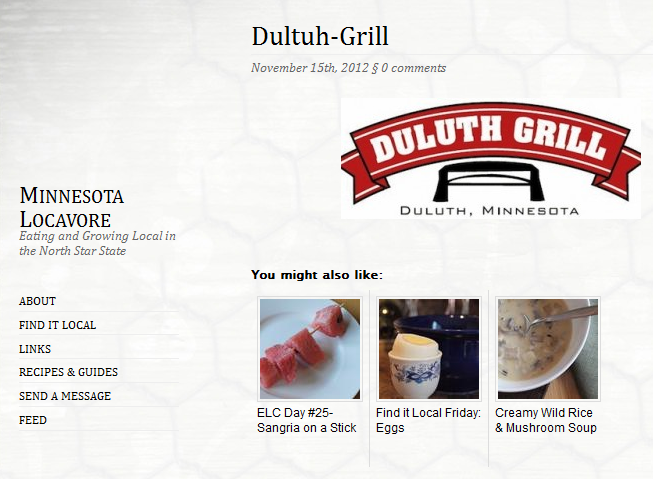 Dultuh-Grill
November 15th, 2012 § 0 comments
DULUTH GRILL
DULUTH, MINNESOTA
MINNESOTA
LOCAVORE
Eating and Growing Local in
the North Star State
ABOUT
FIND IT LOCAL
LINKS
RECIPES & GUIDES
SEND A MESSAGE
FEED
You might also like:
ELC Day #25-
Sangria on a Stick
Find it Local Friday:
Eggs
Creamy Wild Rice
& Mushroom Soup